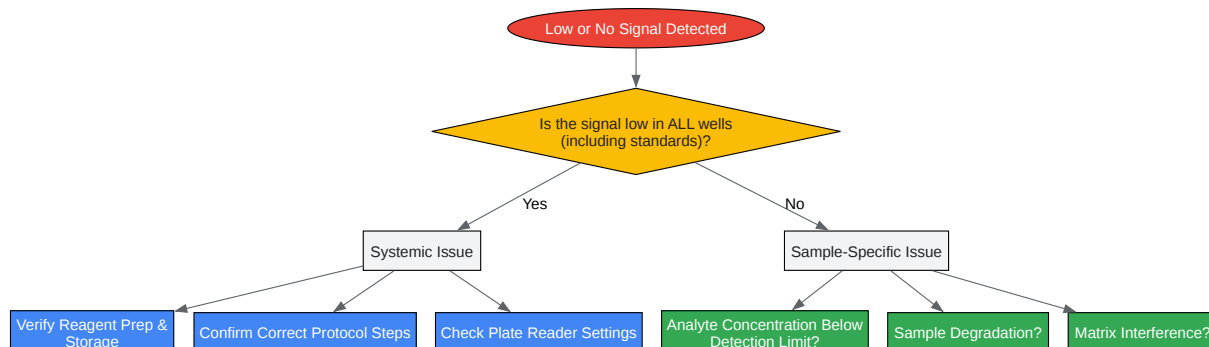 Low or No Signal Detected
Is the signal low in ALL wells
(including standards)?
Yes
No
Systemic Issue
Sample-Specific Issue
Verify Reagent Prep &
Storage
Confirm Correct Protocol Steps
Check Plate Reader Settings
Analyte Concentration Below
Detection Limit?
Sample Degradation?
Matrix Interference?